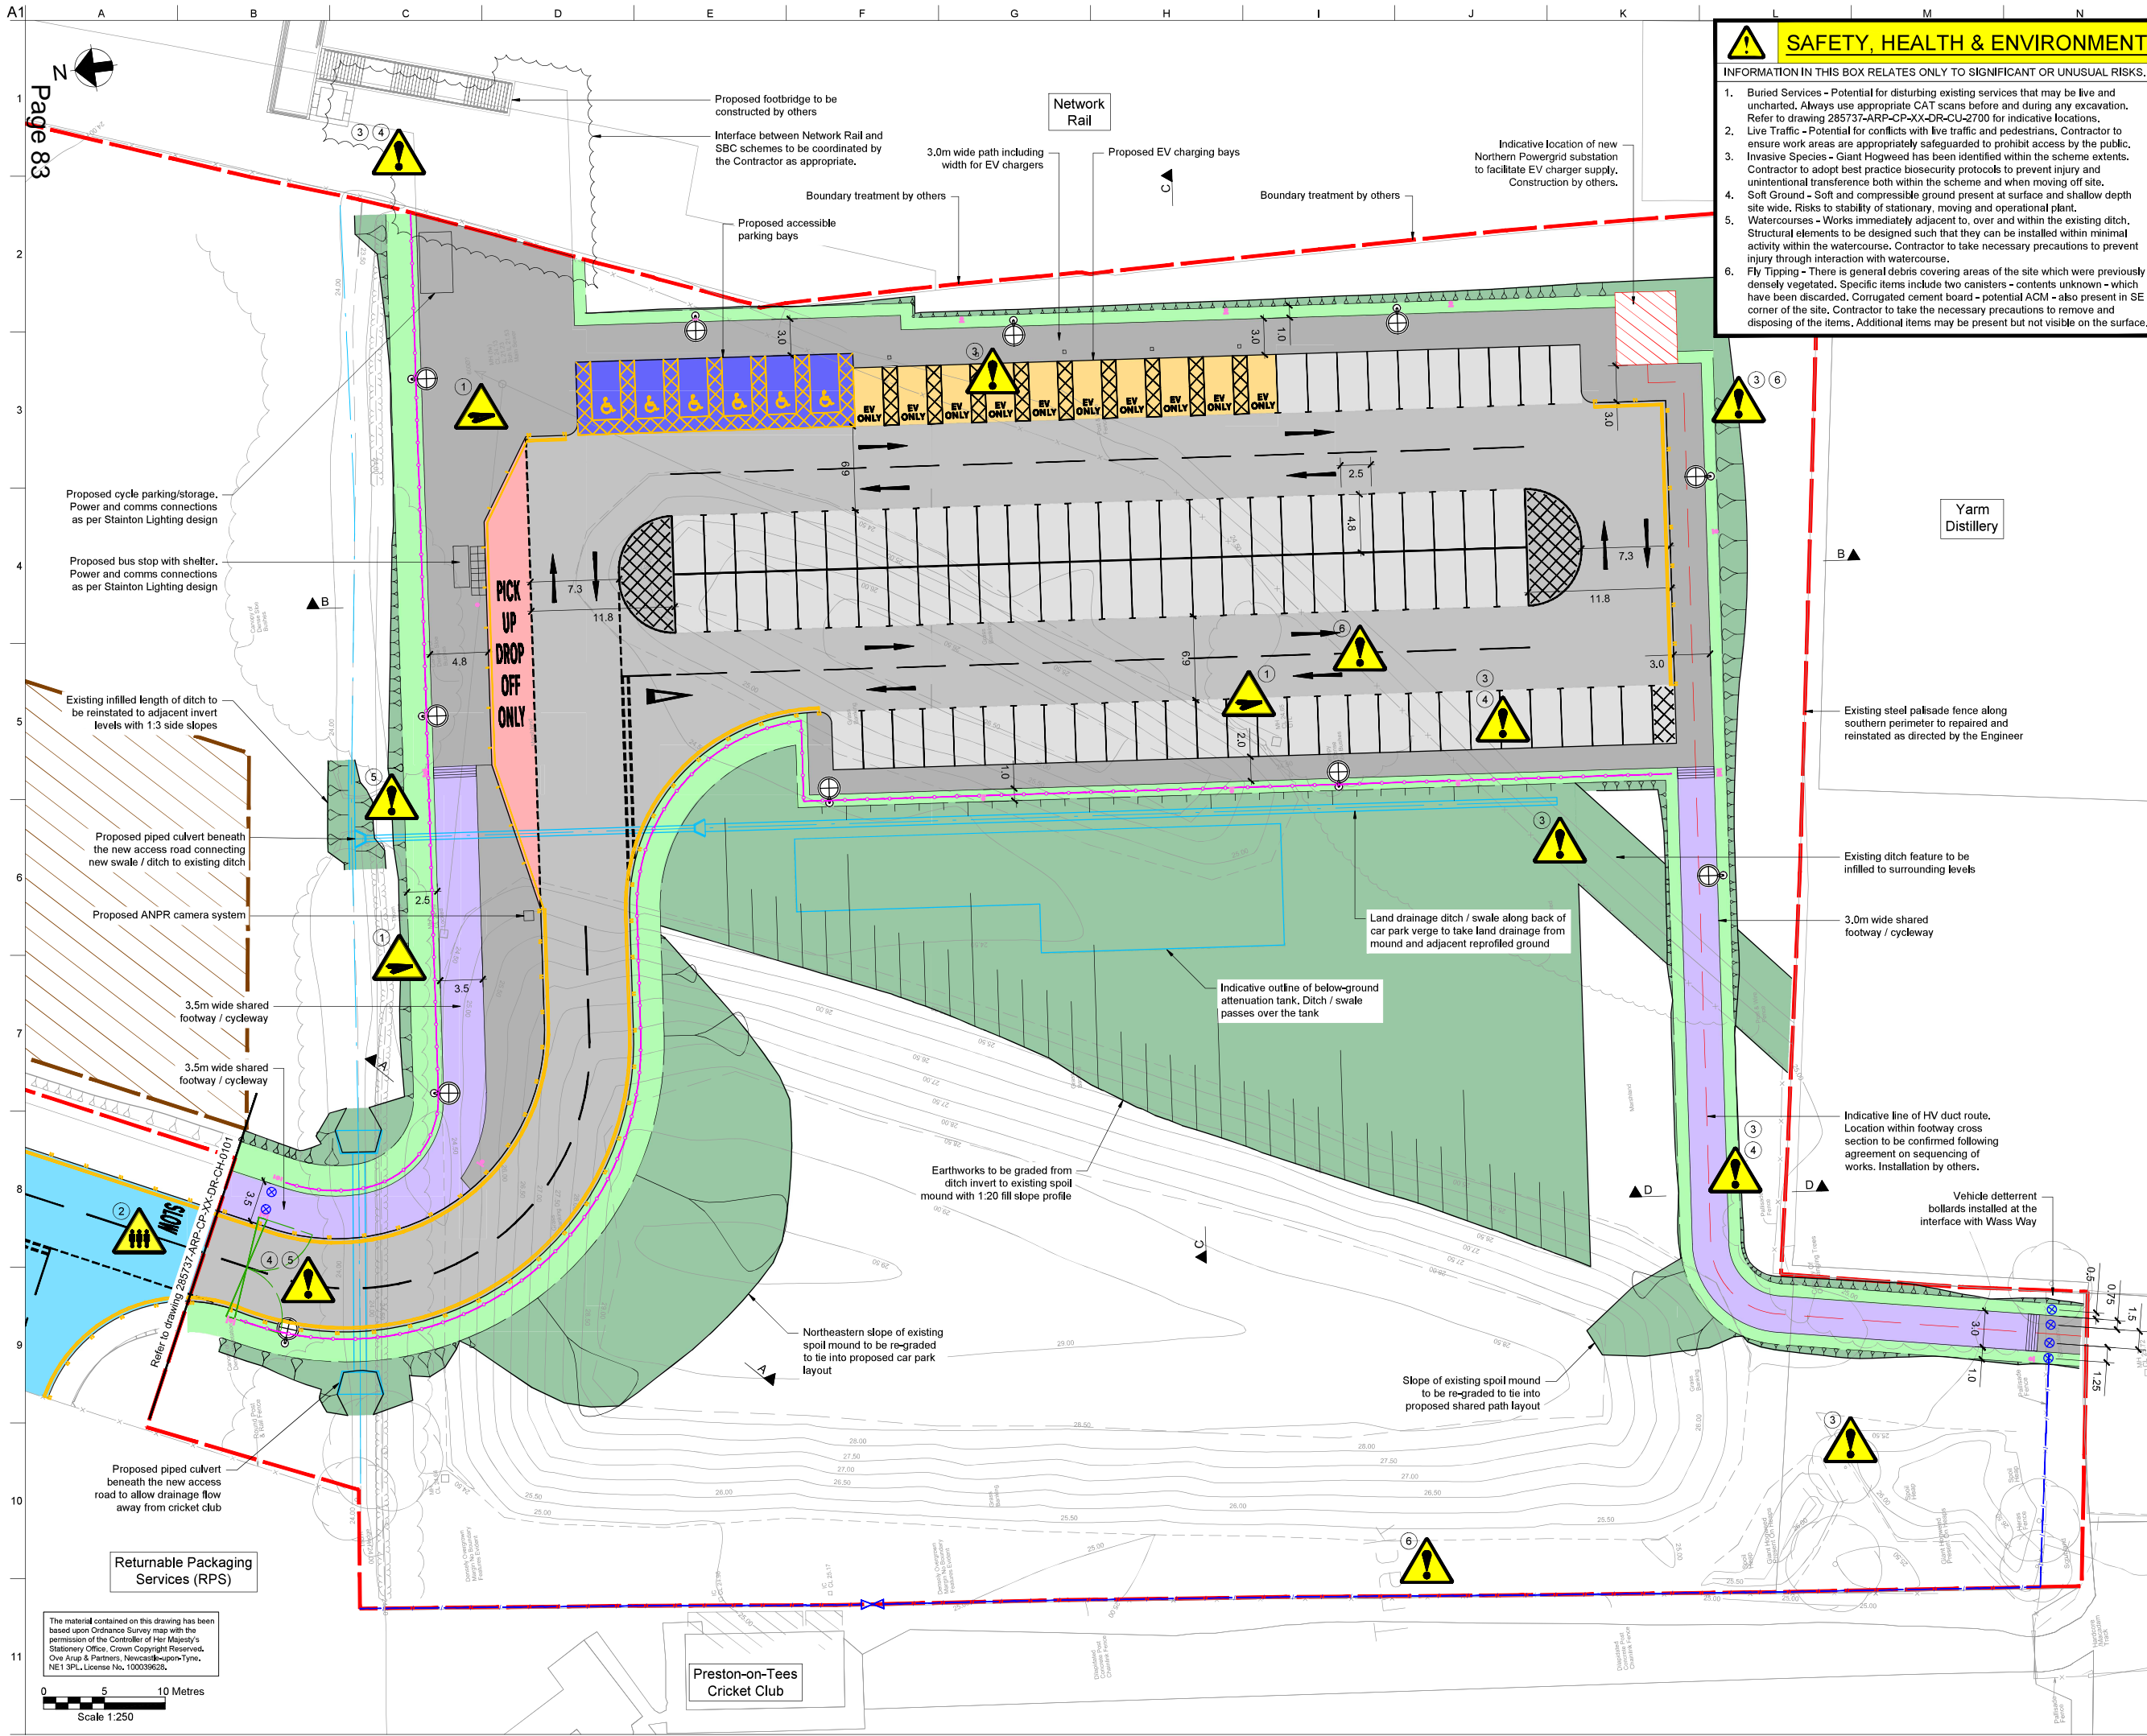 A1
A B C D E F G H I J K L M N
Page 83
N
1
2
3
4
5
6
7
8
9
10
11
SAFETY, HEALTH & ENVIRONMENT
INFORMATION IN THIS BOX RELATES ONLY TO SIGNIFICANT OR UNUSUAL RISKS.
1. Buried Services - Potential for disturbing existing services that may be live and
uncharted. Always use appropriate CAT scans before and during any excavation.
Refer to drawing 285737-ARP-CP-XX-DR-CU-2700 for indicative locations.
2. Live Traffic - Potential for conflicts with live traffic and pedestrians. Contractor to
ensure work areas are appropriately safeguarded to prohibit access by the public.
3. Invasive Species - Giant Hogweed has been identified within the scheme extents.
Contractor to adopt best practice biosecurity protocols to prevent injury and
unintentional transference both within the scheme and when moving off site.
4. Soft Ground - Soft and compressible ground present at surface and shallow depth
site wide. Risks to stability of stationary, moving and operational plant.
5. Watercourses - Works immediately adjacent to, over and within the existing ditch.
Structural elements to be designed such that they can be installed within minimal
activity within the watercourse. Contractor to take necessary precautions to prevent
injury through interaction with watercourse.
6. Fly Tipping - There is general debris covering areas of the site which were previously
densely vegetated. Specific items include two canisters - contents unknown - which
have been discarded. Corrugated cement board - potential ACM - also present in SE
corner of the site. Contractor to take the necessary precautions to remove and
disposing of the items. Additional items may be present but not visible on the surface.
Proposed footbridge to be
constructed by others
Interface between Network Rail and
SBC schemes to be coordinated by
the Contractor as appropriate.
Network
Rail
3.0m wide path including
width for EV chargers
Proposed EV charging bays
Indicative location of new
Northern Powergrid substation
to facilitate EV charger supply.
Construction by others.
Boundary treatment by others
Boundary treatment by others
Proposed accessible
parking bays
Proposed cycle parking/storage.
Power and comms connections
as per Stainton Lighting design
Proposed bus stop with shelter.
Power and comms connections
as per Stainton Lighting design
EV
ONLY
EV
ONLY
EV
ONLY
EV
ONLY
EV
ONLY
EV
ONLY
EV
ONLY
EV
ONLY
EV
ONLY
EV
ONLY
PICK
UP
DROP
OFF
ONLY
Yarm
Distillery
Existing infilled length of ditch to
be reinstated to adjacent invert
levels with 1:3 side slopes
Existing steel palisade fence along
southern perimeter to repaired and
reinstated as directed by the Engineer
Proposed piped culvert beneath
the new access road connecting
new swale / ditch to existing ditch
Existing ditch feature to be
infilled to surrounding levels
Proposed ANPR camera system
Land drainage ditch / swale along back of
car park verge to take land drainage from
mound and adjacent reprofiled ground
3.0m wide shared
footway / cycleway
Indicative outline of below-ground
attenuation tank. Ditch / swale
passes over the tank
3.5m wide shared
footway / cycleway
3.5m wide shared
footway / cycleway
Refer to drawing 285737-ARP-CP-XX-DR-CH-0101
SLOW
Earthworks to be graded from
ditch invert to existing spoil
mound with 1:20 fill slope profile
Indicative line of HV duct route.
Location within footway cross
section to be confirmed following
agreement on sequencing of
works. Installation by others.
Vehicle detterrent
bollards installed at the
interface with Wass Way
Northeastern slope of existing
spoil mound to be re-graded
to tie into proposed car park
layout
Slope of existing spoil mound
to be re-graded to tie into
proposed shared path layout
Proposed piped culvert
beneath the new access
road to allow drainage flow
away from cricket club
Returnable Packaging
Services (RPS)
Preston-on-Tees
Cricket Club
The material contained on this drawing has been
based upon Ordnance Survey map with the
permission of the Controller of Her Majesty's
Stationery Office, Crown Copyright Reserved.
Ove Arup & Partners, Newcastle-upon-Tyne,
NE1 3PL. License No. 100039628.
0 5 10 Metres
Scale 1:250